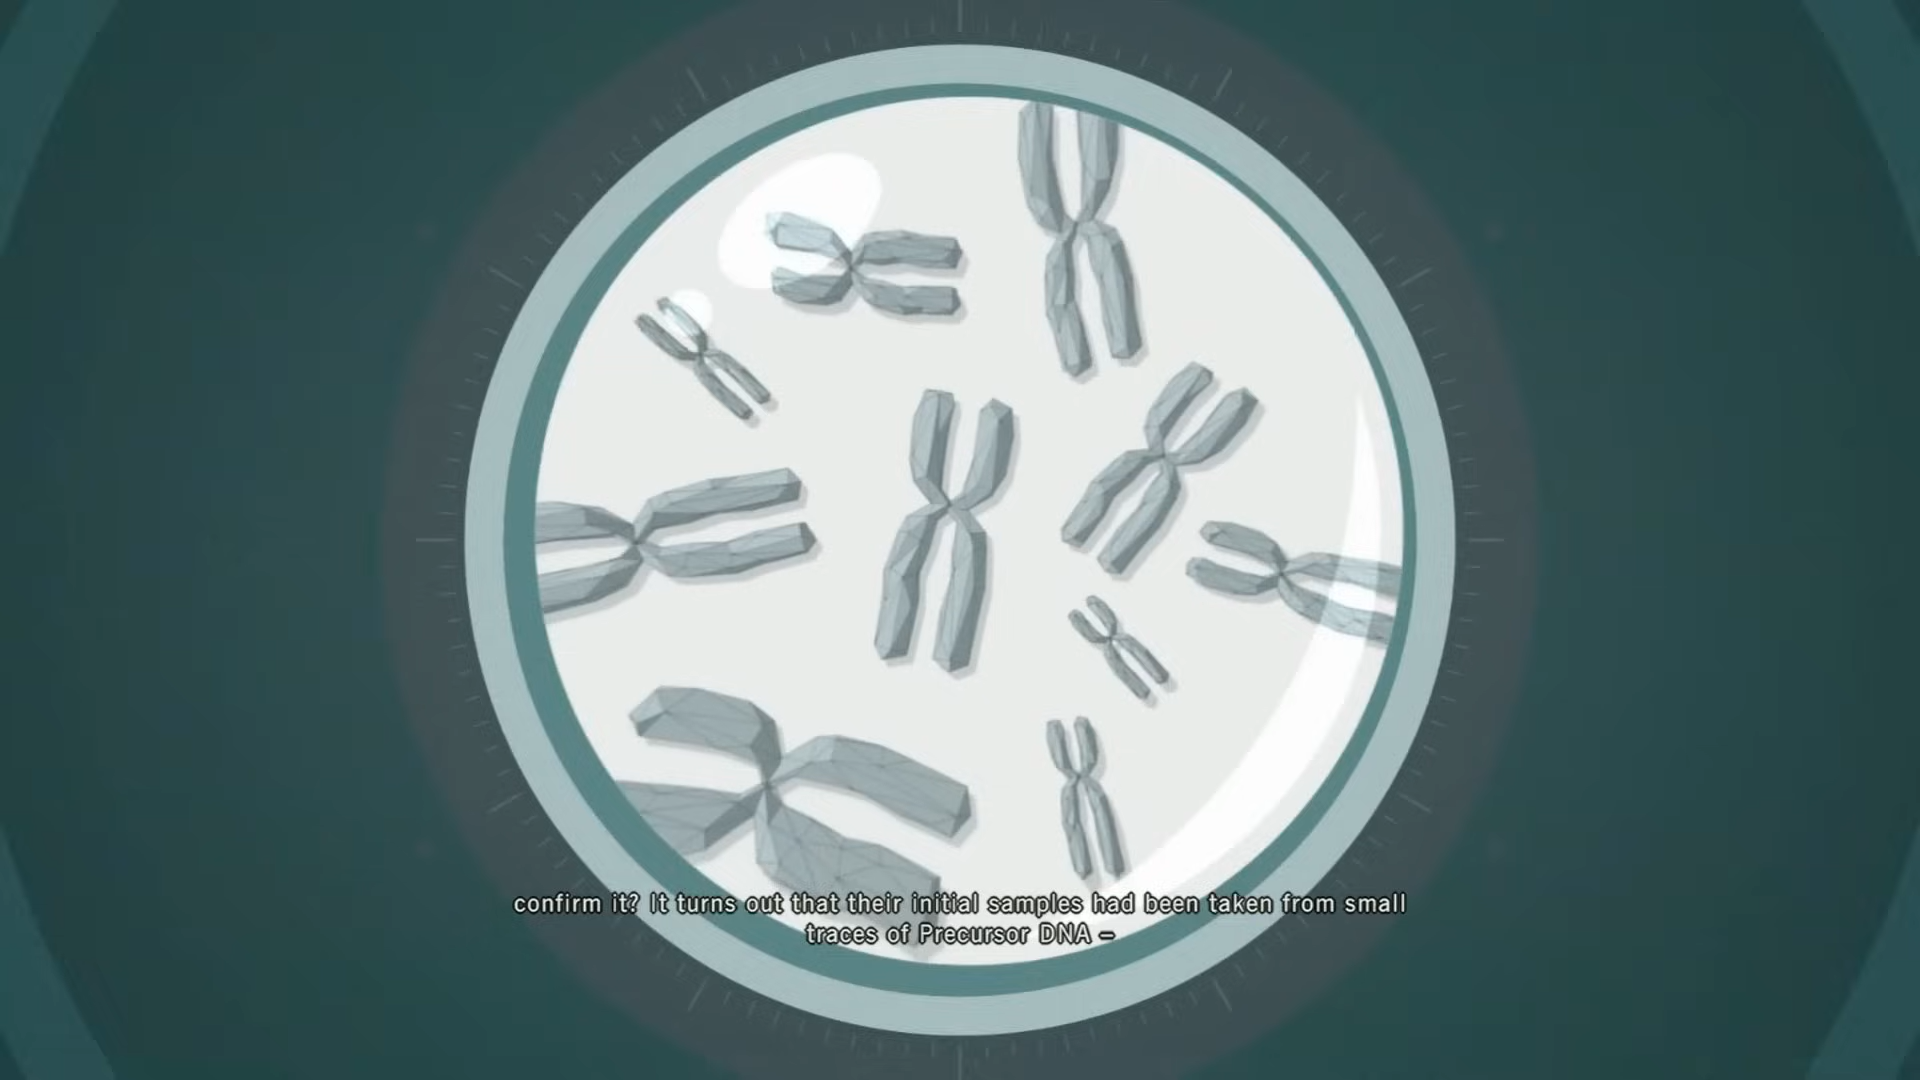 confirm it? It turns out that their initial samples had been taken from small
traces of Precursor DNA –